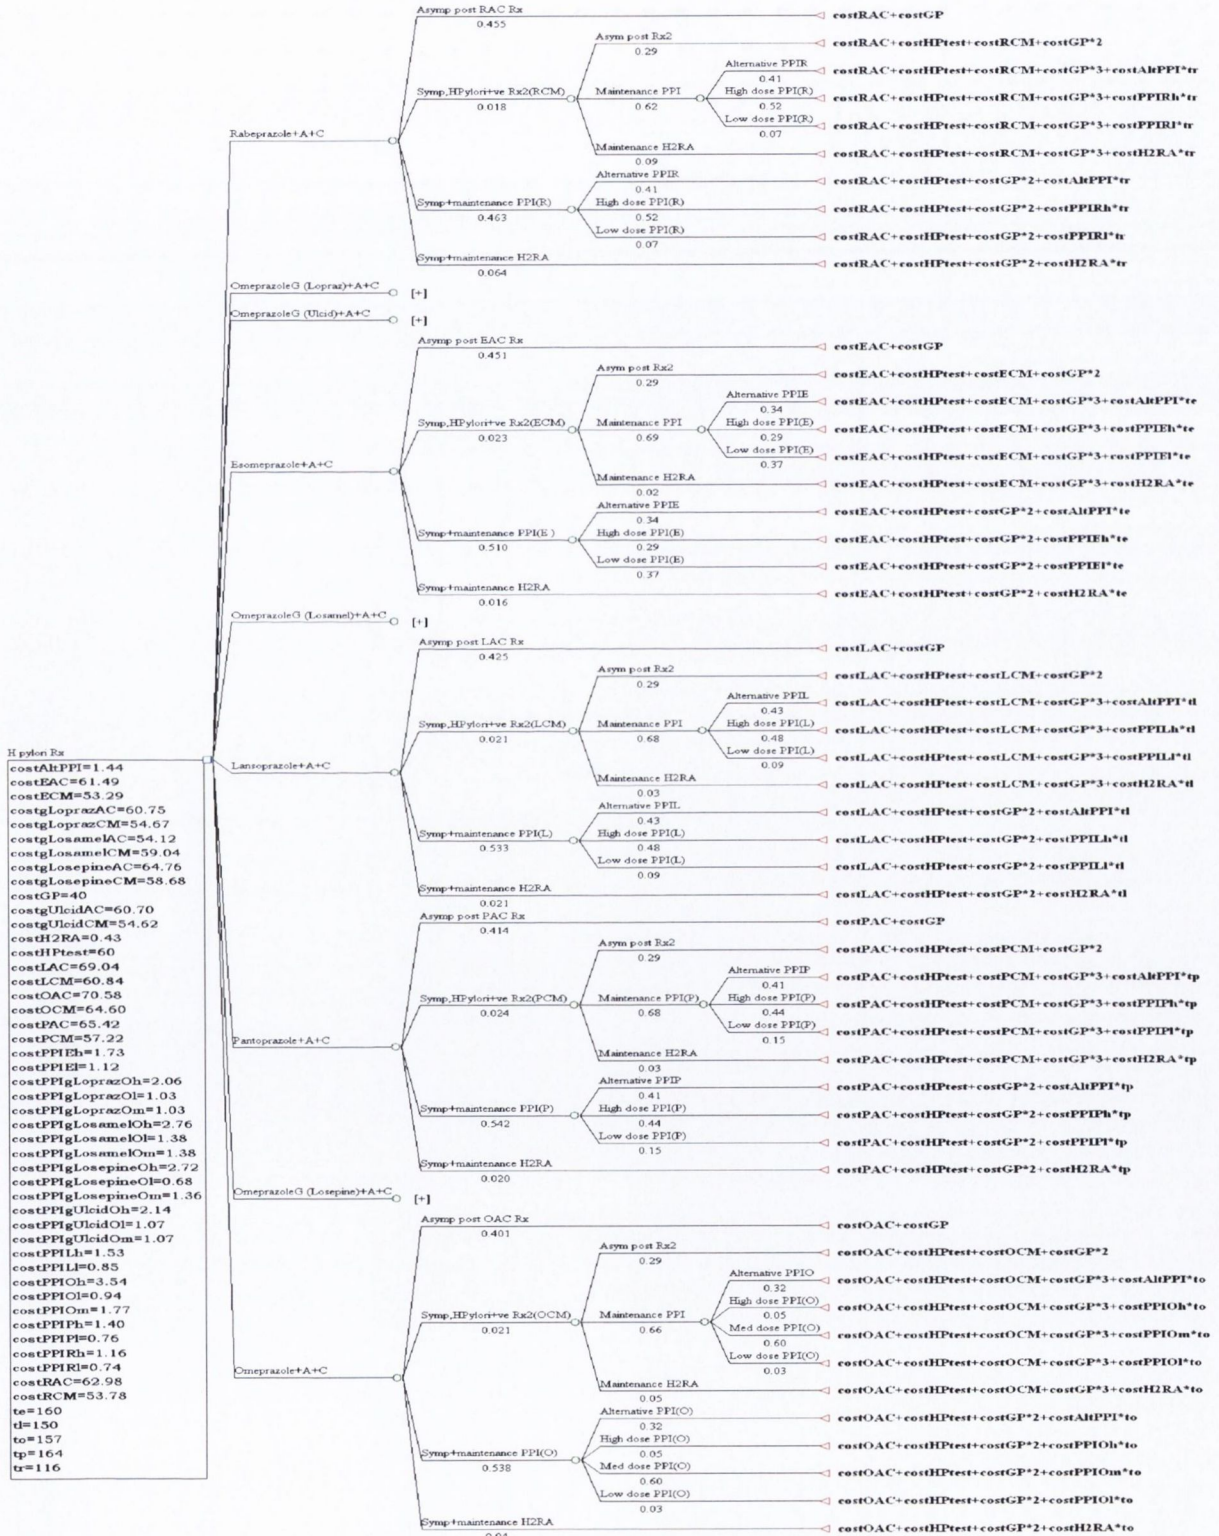 Asymp post RAC Rx
0.455
costRAC+costGP
Asym post Rx2
0.29
costRAC+costHPtest+costRCM+costGP*2
Symp,HPylori+ve Rx2(RCM)
0.018
Maintenance PPI
0.62
Alternative PPIR
0.41
costRAC+costHPtest+costRCM+costGP*3+costAltPPI*tr
High dose PPI(R)
0.52
costRAC+costHPtest+costRCM+costGP*3+costPPIRh*tr
Low dose PPI(R)
0.07
costRAC+costHPtest+costRCM+costGP*3+costPPIRl*tr
Maintenance H2RA
0.09
costRAC+costHPtest+costRCM+costGP*3+costH2RA*tr
Rabeprazole+A+C
Symp+maintenance PPI(R)
0.463
Alternative PPIR
0.41
costRAC+costHPtest+costGP*2+costAltPPI*tr
High dose PPI(R)
0.52
costRAC+costHPtest+costGP*2+costPPIRh*tr
Low dose PPI(R)
0.07
costRAC+costHPtest+costGP*2+costPPIRl*tr
Symp+maintenance H2RA
0.064
costRAC+costHPtest+costGP*2+costH2RA*tr
OmeprazoleG (Lopraz)+A+C
[+]
OmeprazoleG (Ulcid)+A+C
[+]
Asymp post EAC Rx
0.451
costEAC+costGP
Asym post Rx2
0.29
costEAC+costHPtest+costECM+costGP*2
Symp,HPylori+ve Rx2(ECM)
0.023
Maintenance PPI
0.69
Alternative PPIE
0.34
costEAC+costHPtest+costECM+costGP*3+costAltPPI*te
High dose PPI(E)
0.29
costEAC+costHPtest+costECM+costGP*3+costPPIEh*te
Low dose PPI(E)
0.37
costEAC+costHPtest+costECM+costGP*3+costPPIEl*te
Maintenance H2RA
0.02
costEAC+costHPtest+costECM+costGP*3+costH2RA*te
Esomeprazole+A+C
Symp+maintenance PPI(E )
0.510
Alternative PPIE
0.34
costEAC+costHPtest+costGP*2+costAltPPI*te
High dose PPI(E)
0.29
costEAC+costHPtest+costGP*2+costPPIEh*te
Low dose PPI(E)
0.37
costEAC+costHPtest+costGP*2+costPPIEl*te
Symp+maintenance H2RA
0.016
costEAC+costHPtest+costGP*2+costH2RA*te
OmeprazoleG (Losamel)+A+C
[+]
Asymp post LAC Rx
0.425
costLAC+costGP
Asym post Rx2
0.29
costLAC+costHPtest+costLCM+costGP*2
Symp,HPylori+ve Rx2(LCM)
0.021
Maintenance PPI
0.68
Alternative PPIL
0.43
costLAC+costHPtest+costLCM+costGP*3+costAltPPI*tl
High dose PPI(L)
0.48
costLAC+costHPtest+costLCM+costGP*3+costPPILh*tl
Low dose PPI(L)
0.09
costLAC+costHPtest+costLCM+costGP*3+costPPILl*tl
Maintenance H2RA
0.03
costLAC+costHPtest+costLCM+costGP*3+costH2RA*tl
Lansoprazole+A+C
Symp+maintenance PPI(L)
0.533
Alternative PPIL
0.43
costLAC+costHPtest+costGP*2+costAltPPI*tl
High dose PPI(L)
0.48
costLAC+costHPtest+costGP*2+costPPILh*tl
Low dose PPI(L)
0.09
costLAC+costHPtest+costGP*2+costPPILl*tl
Symp+maintenance H2RA
0.021
costLAC+costHPtest+costGP*2+costH2RA*tl
H pylori Rx
costAltPPI=1.44
costEAC=61.49
costECM=53.29
costgLoprazAC=60.75
costgLoprazCM=54.67
costgLosamelAC=54.12
costgLosamelCM=59.04
costgLosepineAC=64.76
costgLosepineCM=58.68
costGP=40
costgUlcidAC=60.70
costgUlcidCM=54.62
costH2RA=0.43
costHPtest=60
costLAC=69.04
costLCM=60.84
costOAC=70.58
costOCM=64.60
costPAC=65.42
costPCM=57.22
costPPIEh=1.73
costPPIEl=1.12
costPPIgLoprazOh=2.06
costPPIgLoprazOl=1.03
costPPIgLoprazOm=1.03
costPPIgLosamelOh=2.76
costPPIgLosamelOl=1.38
costPPIgLosamelOm=1.38
costPPIgLosepineOh=2.72
costPPIgLosepineOl=0.68
costPPIgLosepineOm=1.36
costPPIgUlcidOh=2.14
costPPIgUlcidOl=1.07
costPPIgUlcidOm=1.07
costPPILh=1.53
costPPILl=0.85
costPPIOh=3.54
costPPIOl=0.94
costPPIOm=1.77
costPPIPh=1.40
costPPIPl=0.76
costPPIRh=1.16
costPPIRl=0.74
costRAC=62.98
costRCM=53.78
te=160
tl=150
to=157
tp=164
tr=116
Asymp post PAC Rx
0.414
costPAC+costGP
Asym post Rx2
0.29
costPAC+costHPtest+costPCM+costGP*2
Symp,HPylori+ve Rx2(PCM)
0.024
Maintenance PPI(P)
0.68
Alternative PPIP
0.41
costPAC+costHPtest+costPCM+costGP*3+costAltPPI*tp
High dose PPI(P)
0.44
costPAC+costHPtest+costPCM+costGP*3+costPPIPh*tp
Low dose PPI(P)
0.15
costPAC+costHPtest+costPCM+costGP*3+costPPIPl*tp
Maintenance H2RA
0.03
costPAC+costHPtest+costPCM+costGP*3+costH2RA*tp
Pantoprazole+A+C
Symp+maintenance PPI(P)
0.542
Alternative PPIP
0.41
costPAC+costHPtest+costGP*2+costAltPPI*tp
High dose PPI(P)
0.44
costPAC+costHPtest+costGP*2+costPPIPh*tp
Low dose PPI(P)
0.15
costPAC+costHPtest+costGP*2+costPPIPl*tp
Symp+maintenance H2RA
0.020
costPAC+costHPtest+costGP*2+costH2RA*tp
OmeprazoleG (Losepine)+A+C
[+]
Asymp post OAC Rx
0.401
costOAC+costGP
Asym post Rx2
0.29
costOAC+costHPtest+costOCM+costGP*2
Symp,HPylori+ve Rx2(OCM)
0.021
Maintenance PPI
0.66
Alternative PPIO
0.32
costOAC+costHPtest+costOCM+costGP*3+costAltPPI*to
High dose PPI(O)
0.05
costOAC+costHPtest+costOCM+costGP*3+costPPIOh*to
Med dose PPI(O)
0.60
costOAC+costHPtest+costOCM+costGP*3+costPPIOm*to
Low dose PPI(O)
0.03
costOAC+costHPtest+costOCM+costGP*3+costPPIOl*to
Maintenance H2RA
0.05
costOAC+costHPtest+costOCM+costGP*3+costH2RA*to
Omeprazole+A+C
Symp+maintenance PPI(O)
0.538
Alternative PPI(O)
0.32
costOAC+costHPtest+costGP*2+costAltPPI*to
High dose PPI(O)
0.05
costOAC+costHPtest+costGP*2+costPPIOh*to
Med dose PPI(O)
0.60
costOAC+costHPtest+costGP*2+costPPIOm*to
Low dose PPI(O)
0.03
costOAC+costHPtest+costGP*2+costPPIOl*to
Symp+maintenance H2RA
costOAC+costHPtest+costGP*2+costH2RA*to